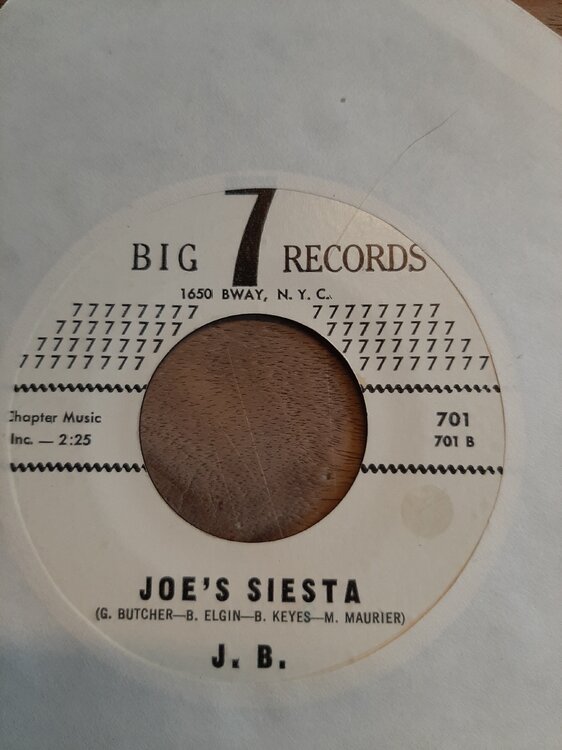 BIG 7 RECORDS
1650 BWAY, N. Y. C.
77777777 77777777
77777777 77777777
77777777 77777777
77777777 77777777
Chapter Music 701
Inc. — 2:25 701 B
JOE'S SIESTA
(G. BUTCHER—B. ELGIN—B. KEYES—M. MAURIER)
J. B.